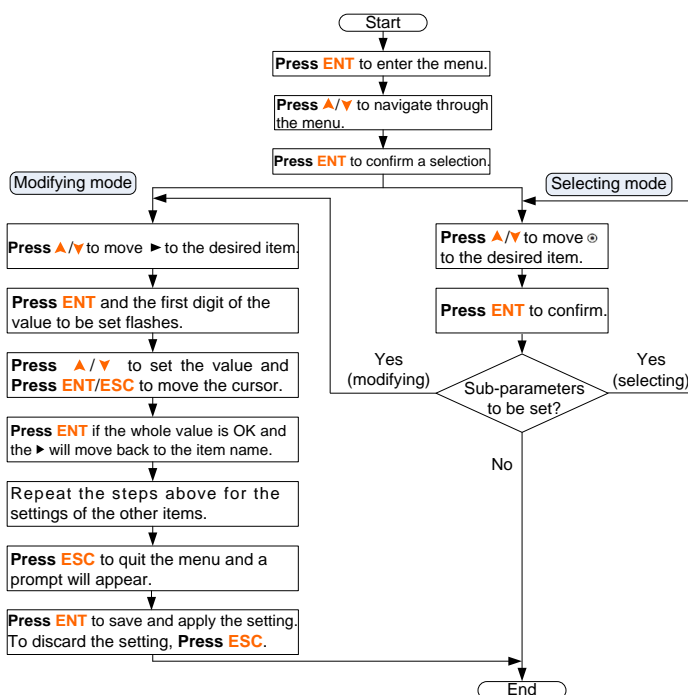 Start
Press ENT to enter the menu.
Press ▲/▼ to navigate through
the menu.
Press ENT to confirm a selection.
Modifying mode
Selecting mode
Press ▲/▼ to move ► to the desired item.
Press ENT and the first digit of the
value to be set flashes.
Press ▲/▼ to set the value and
Press ENT/ESC to move the cursor.
Press ENT if the whole value is OK and
the ► will move back to the item name.
Repeat the steps above for the
settings of the other items.
Press ESC to quit the menu and a
prompt will appear.
Press ENT to save and apply the setting.
To discard the setting, Press ESC.
Press ▲/▼ to move ⊙
to the desired item.
Press ENT to confirm.
Yes
(modifying)
Sub-parameters
to be set?
Yes
(selecting)
No
End